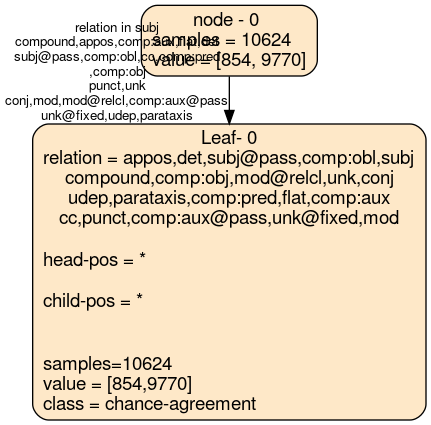 node - 0
samples = 10624
value = [854, 9770]
relation in subj
compound,appos,comp:aux,flat,det
subj@pass,comp:obl,cc,comp:pred
,comp:obj
punct,unk
conj,mod,mod@relcl,comp:aux@pass
unk@fixed,udep,parataxis
Leaf- 0
relation = appos,det,subj@pass,comp:obl,subj
compound,comp:obj,mod@relcl,unk,conj
udep,parataxis,comp:pred,flat,comp:aux
cc,punct,comp:aux@pass,unk@fixed,mod
head-pos = *
child-pos = *
samples=10624
value = [854,9770]
class = chance-agreement